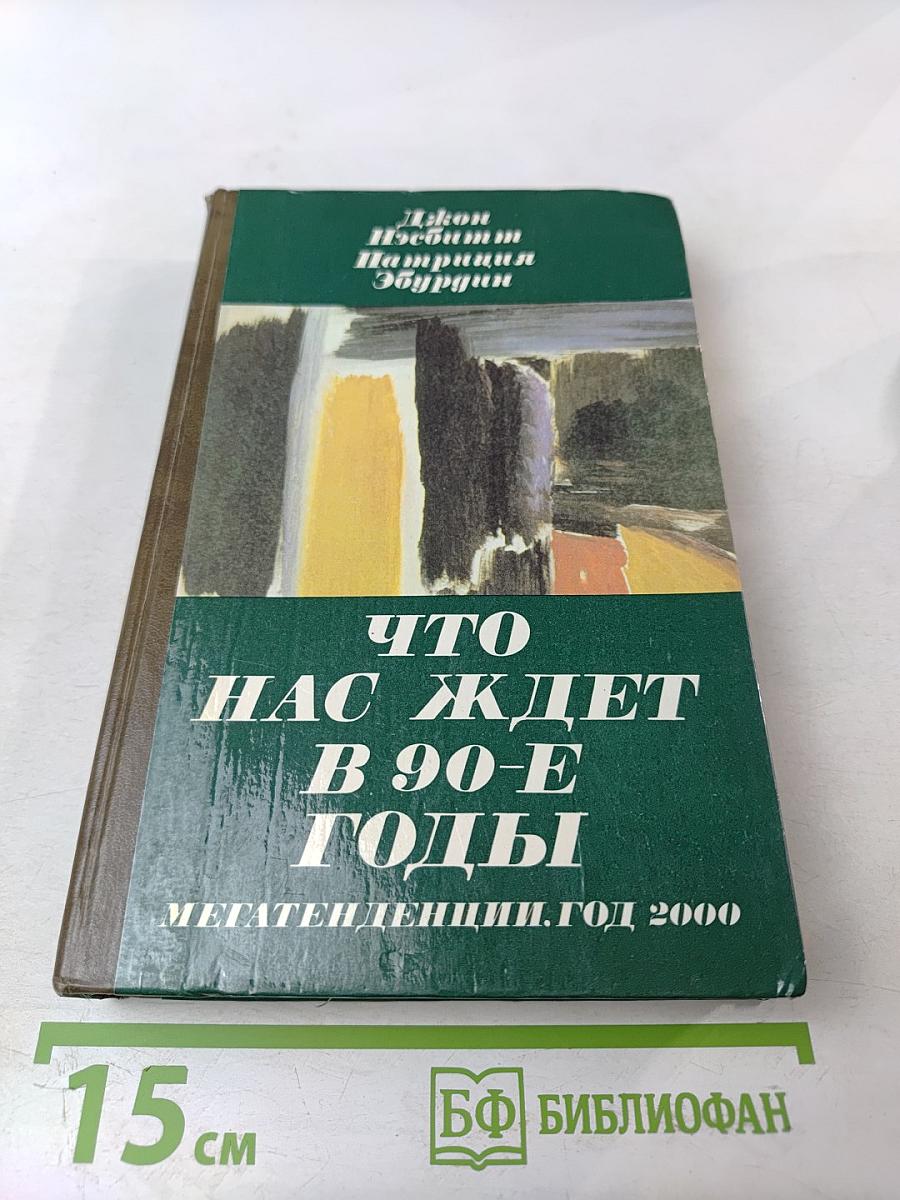 Джон
Нэсбитт
Патриция
Эбурдин
ЧТО
НАС ЖДЕТ
В 90-Е
ГОДЫ
МЕГАТЕНДЕНЦИИ. ГОД 2000
15 см
БФ БИБЛИОФАН